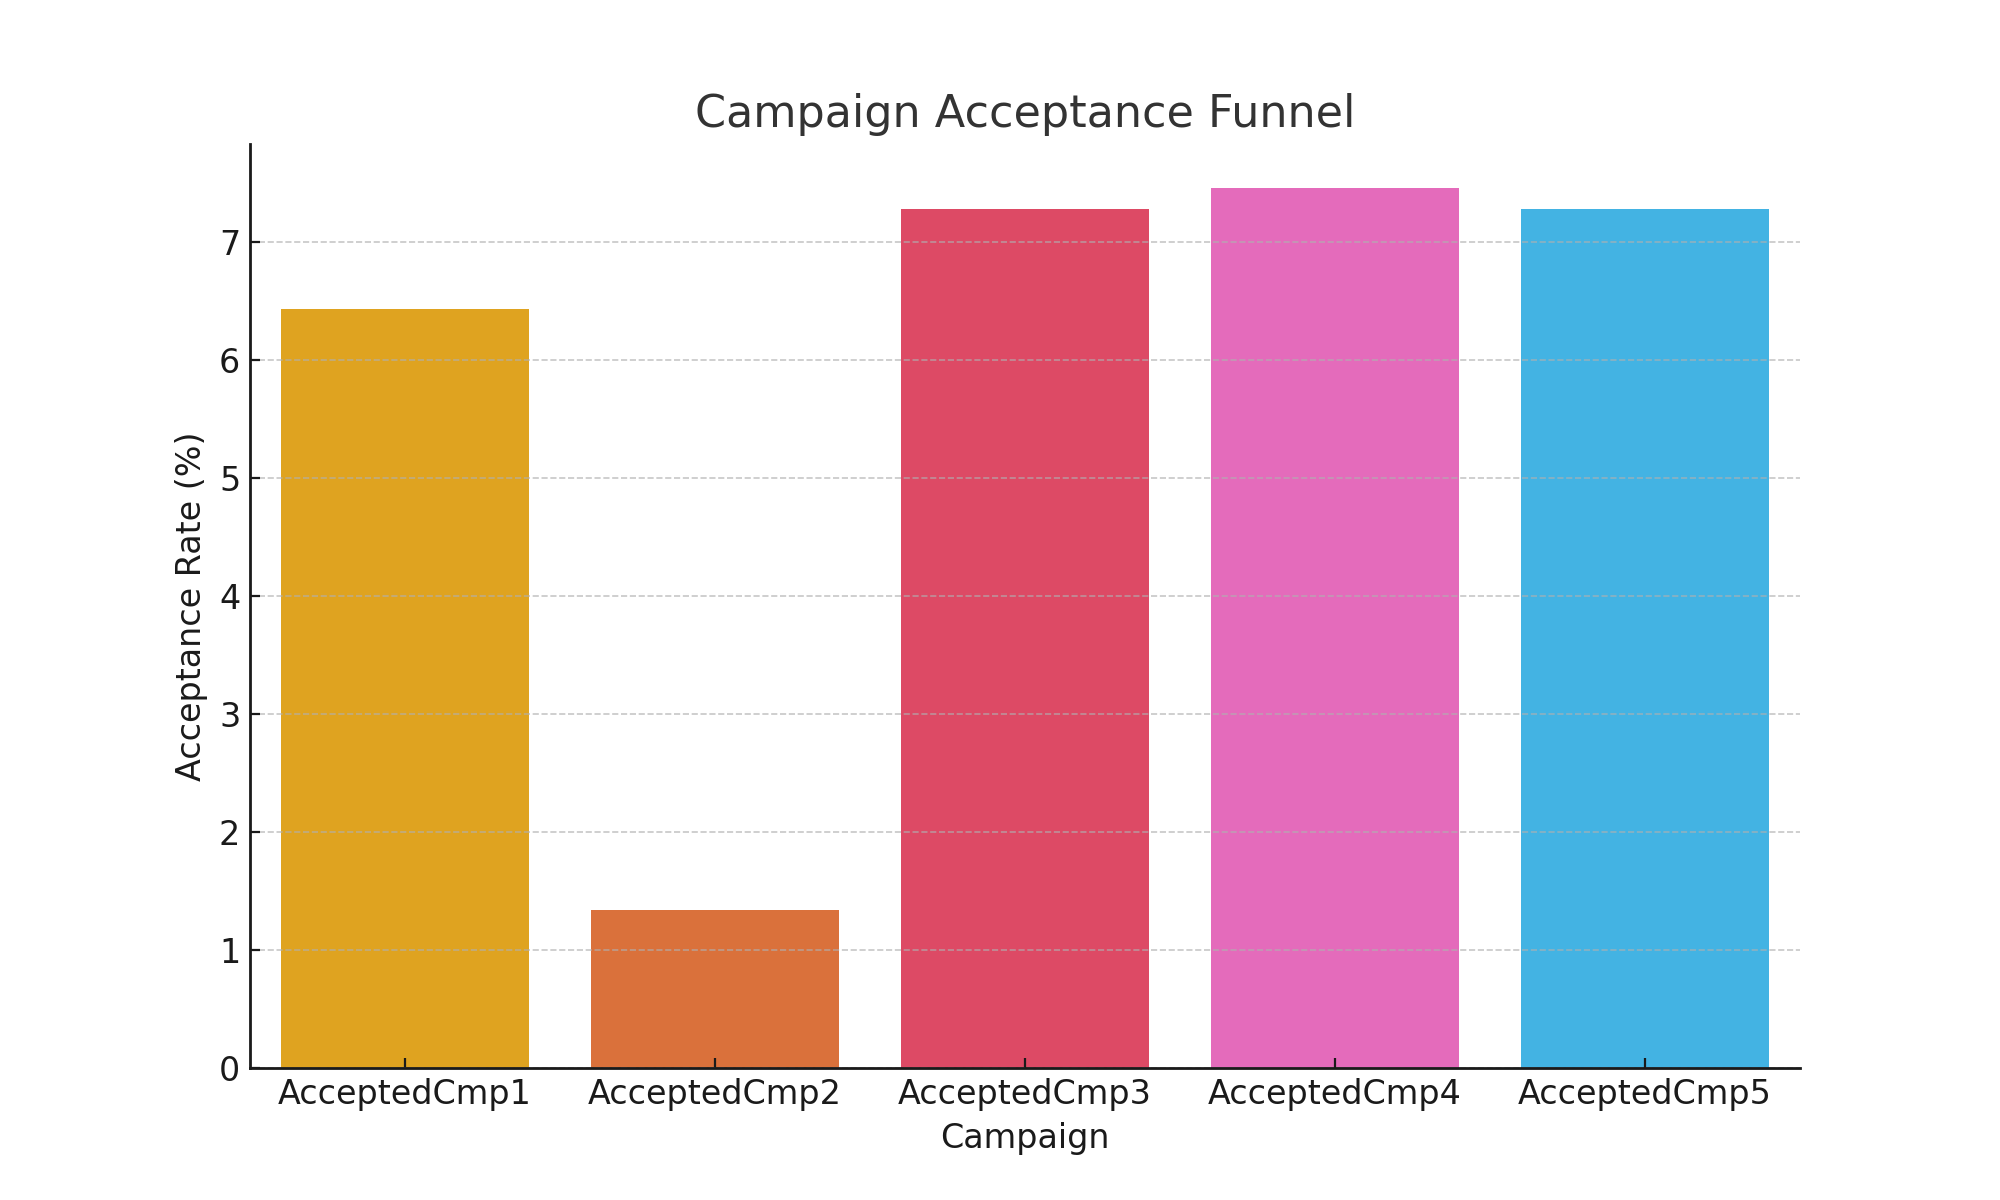 Campaign Acceptance Funnel
Acceptance Rate (%)
7
6
5
4
3
2
1
0
AcceptedCmp1 AcceptedCmp2 AcceptedCmp3 AcceptedCmp4 AcceptedCmp5
Campaign